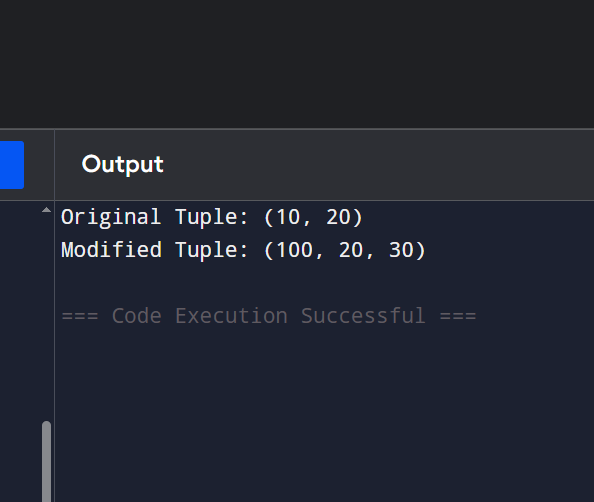 Output
Original Tuple: (10, 20)
Modified Tuple: (100, 20, 30)
=== Code Execution Successful ===